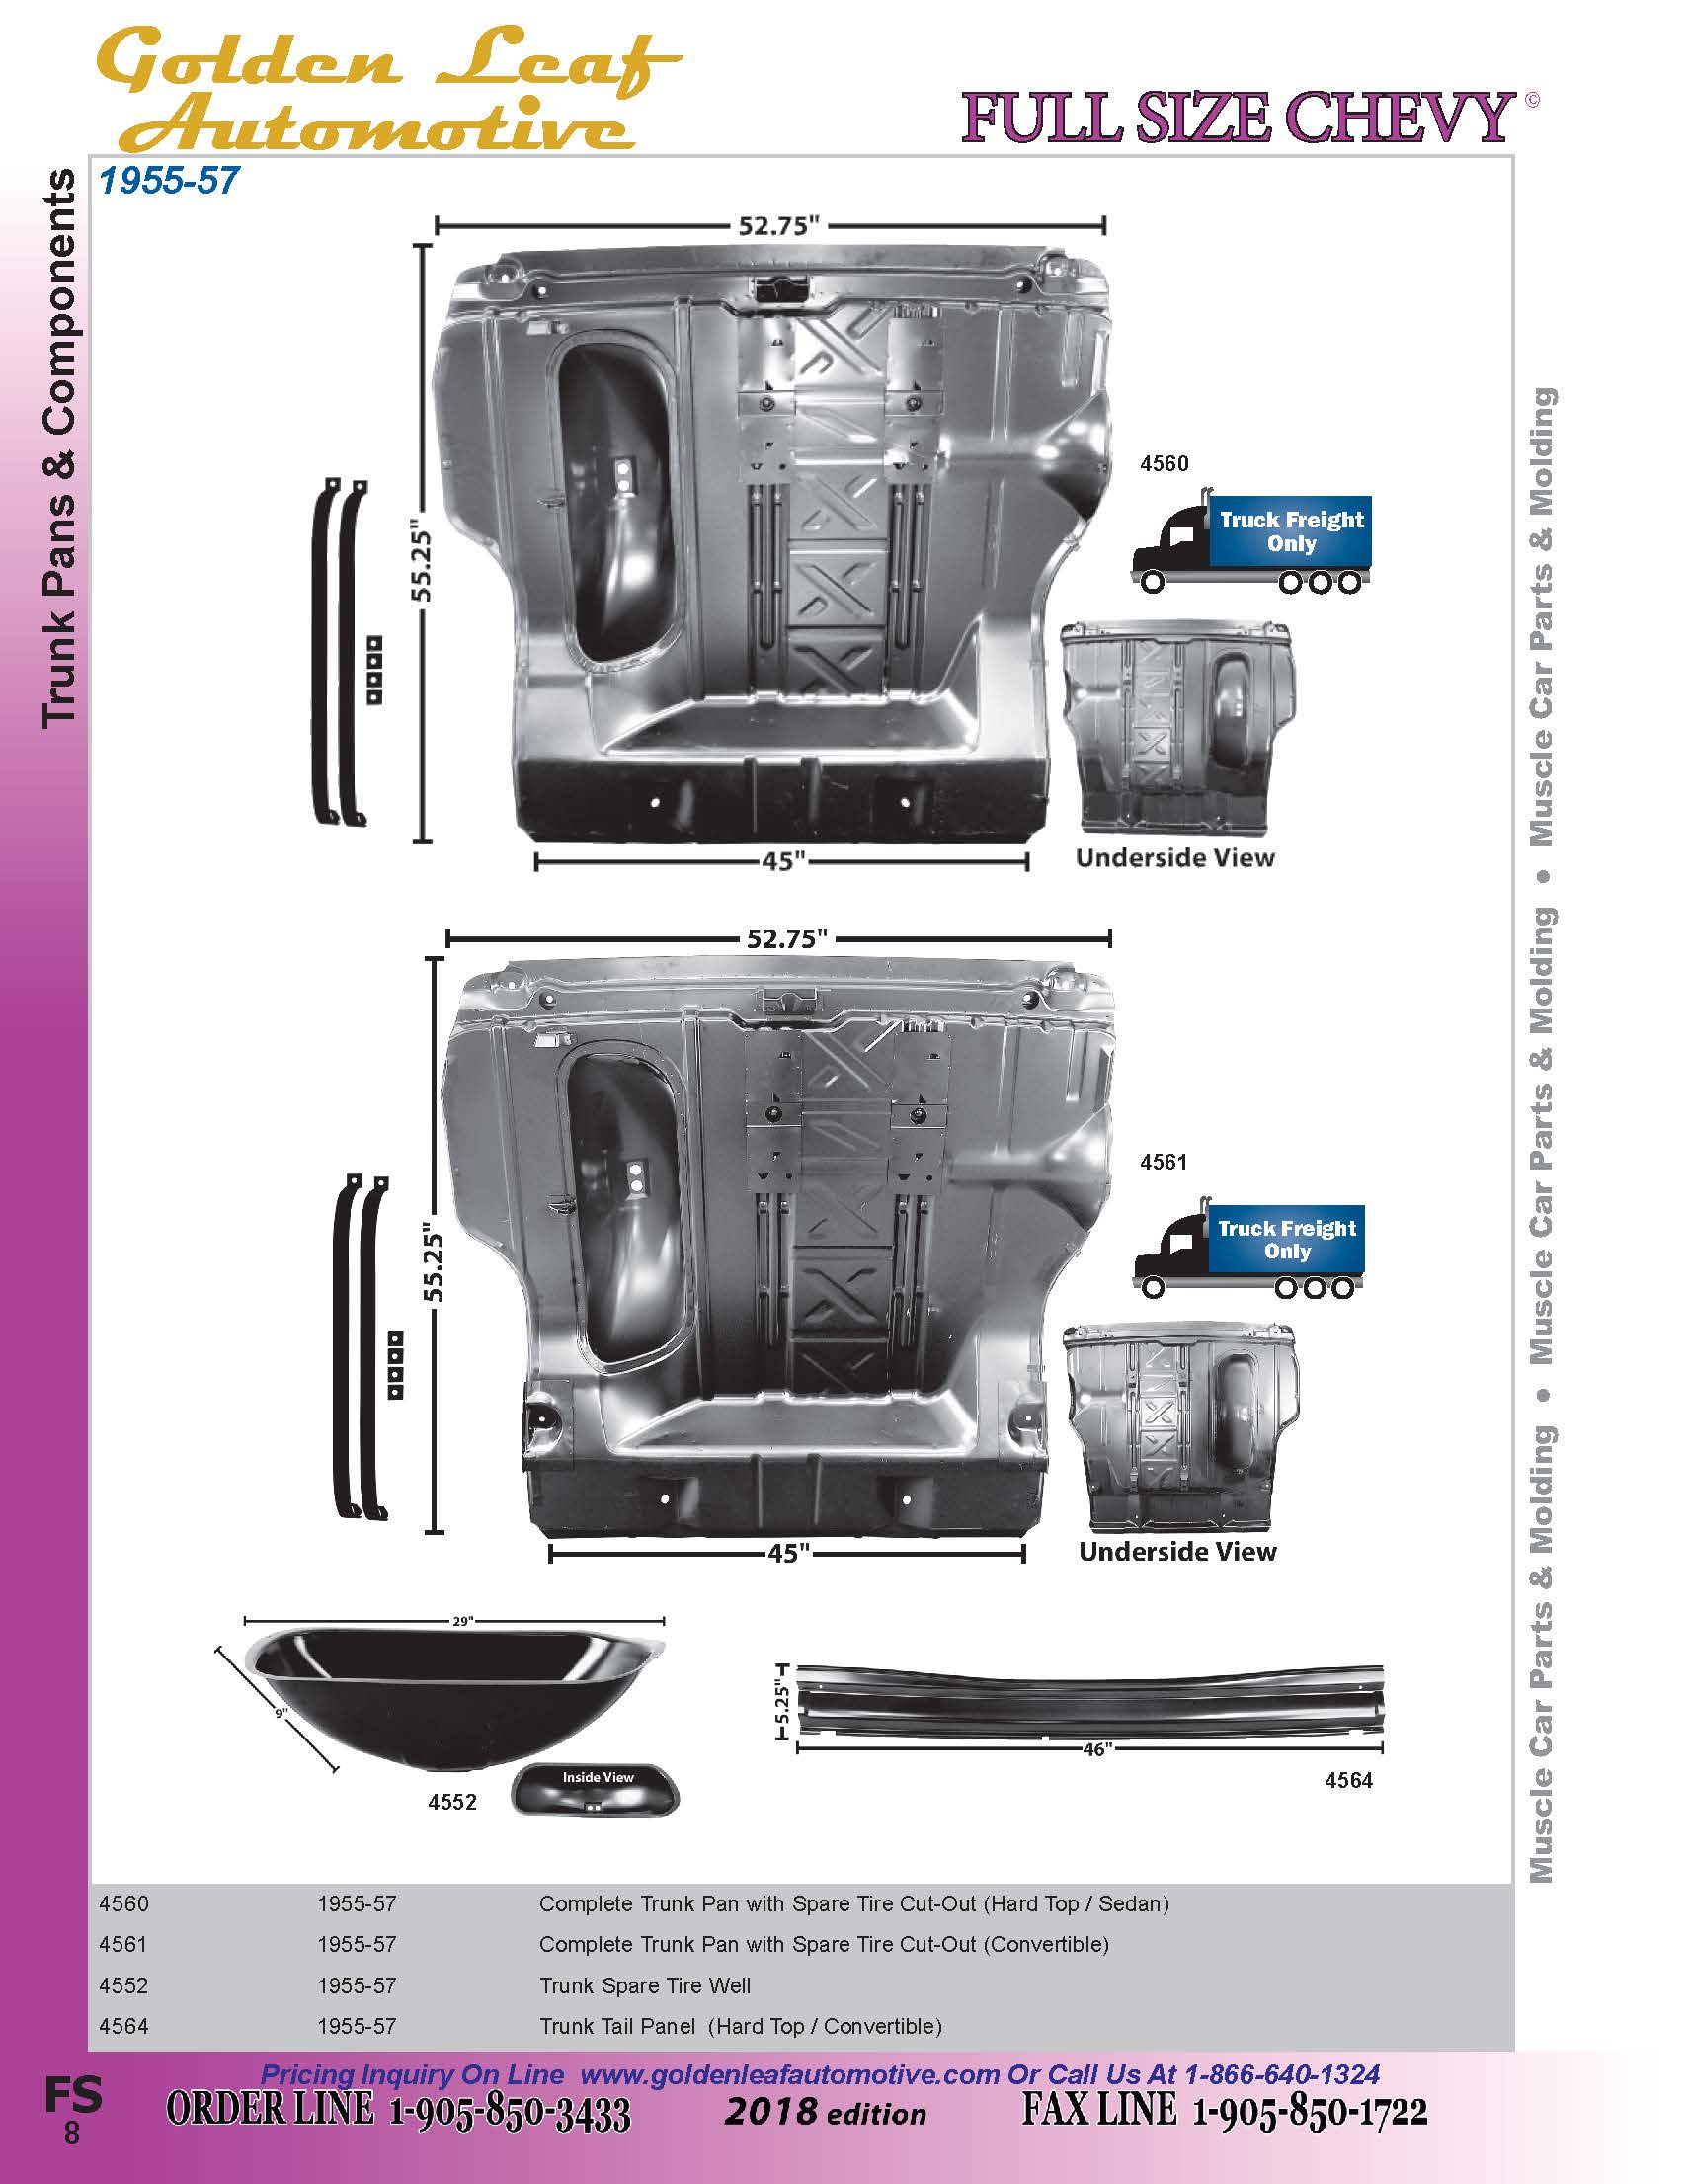 Golden Leaf
Automotive
FULL SIZE CHEVY©
1955-57
Trunk Pans & Components
52.75"
55.25"
4560
Truck Freight
Only
45"
Underside View
52.75"
55.25"
4561
Truck Freight
Only
45"
Underside View
29"
9"
Inside View
4552
5.25"
46"
4564
Muscle Car Parts & Molding • Muscle Car Parts & Molding • Muscle Car Parts & Molding
4560 1955-57 Complete Trunk Pan with Spare Tire Cut-Out (Hard Top / Sedan)
4561 1955-57 Complete Trunk Pan with Spare Tire Cut-Out (Convertible)
4552 1955-57 Trunk Spare Tire Well
4564 1955-57 Trunk Tail Panel (Hard Top / Convertible)
Pricing Inquiry On Line www.goldenleafautomotive.com Or Call Us At 1-866-640-1324
FS
8
ORDER LINE 1-905-850-3433 2018 edition FAX LINE 1-905-850-1722